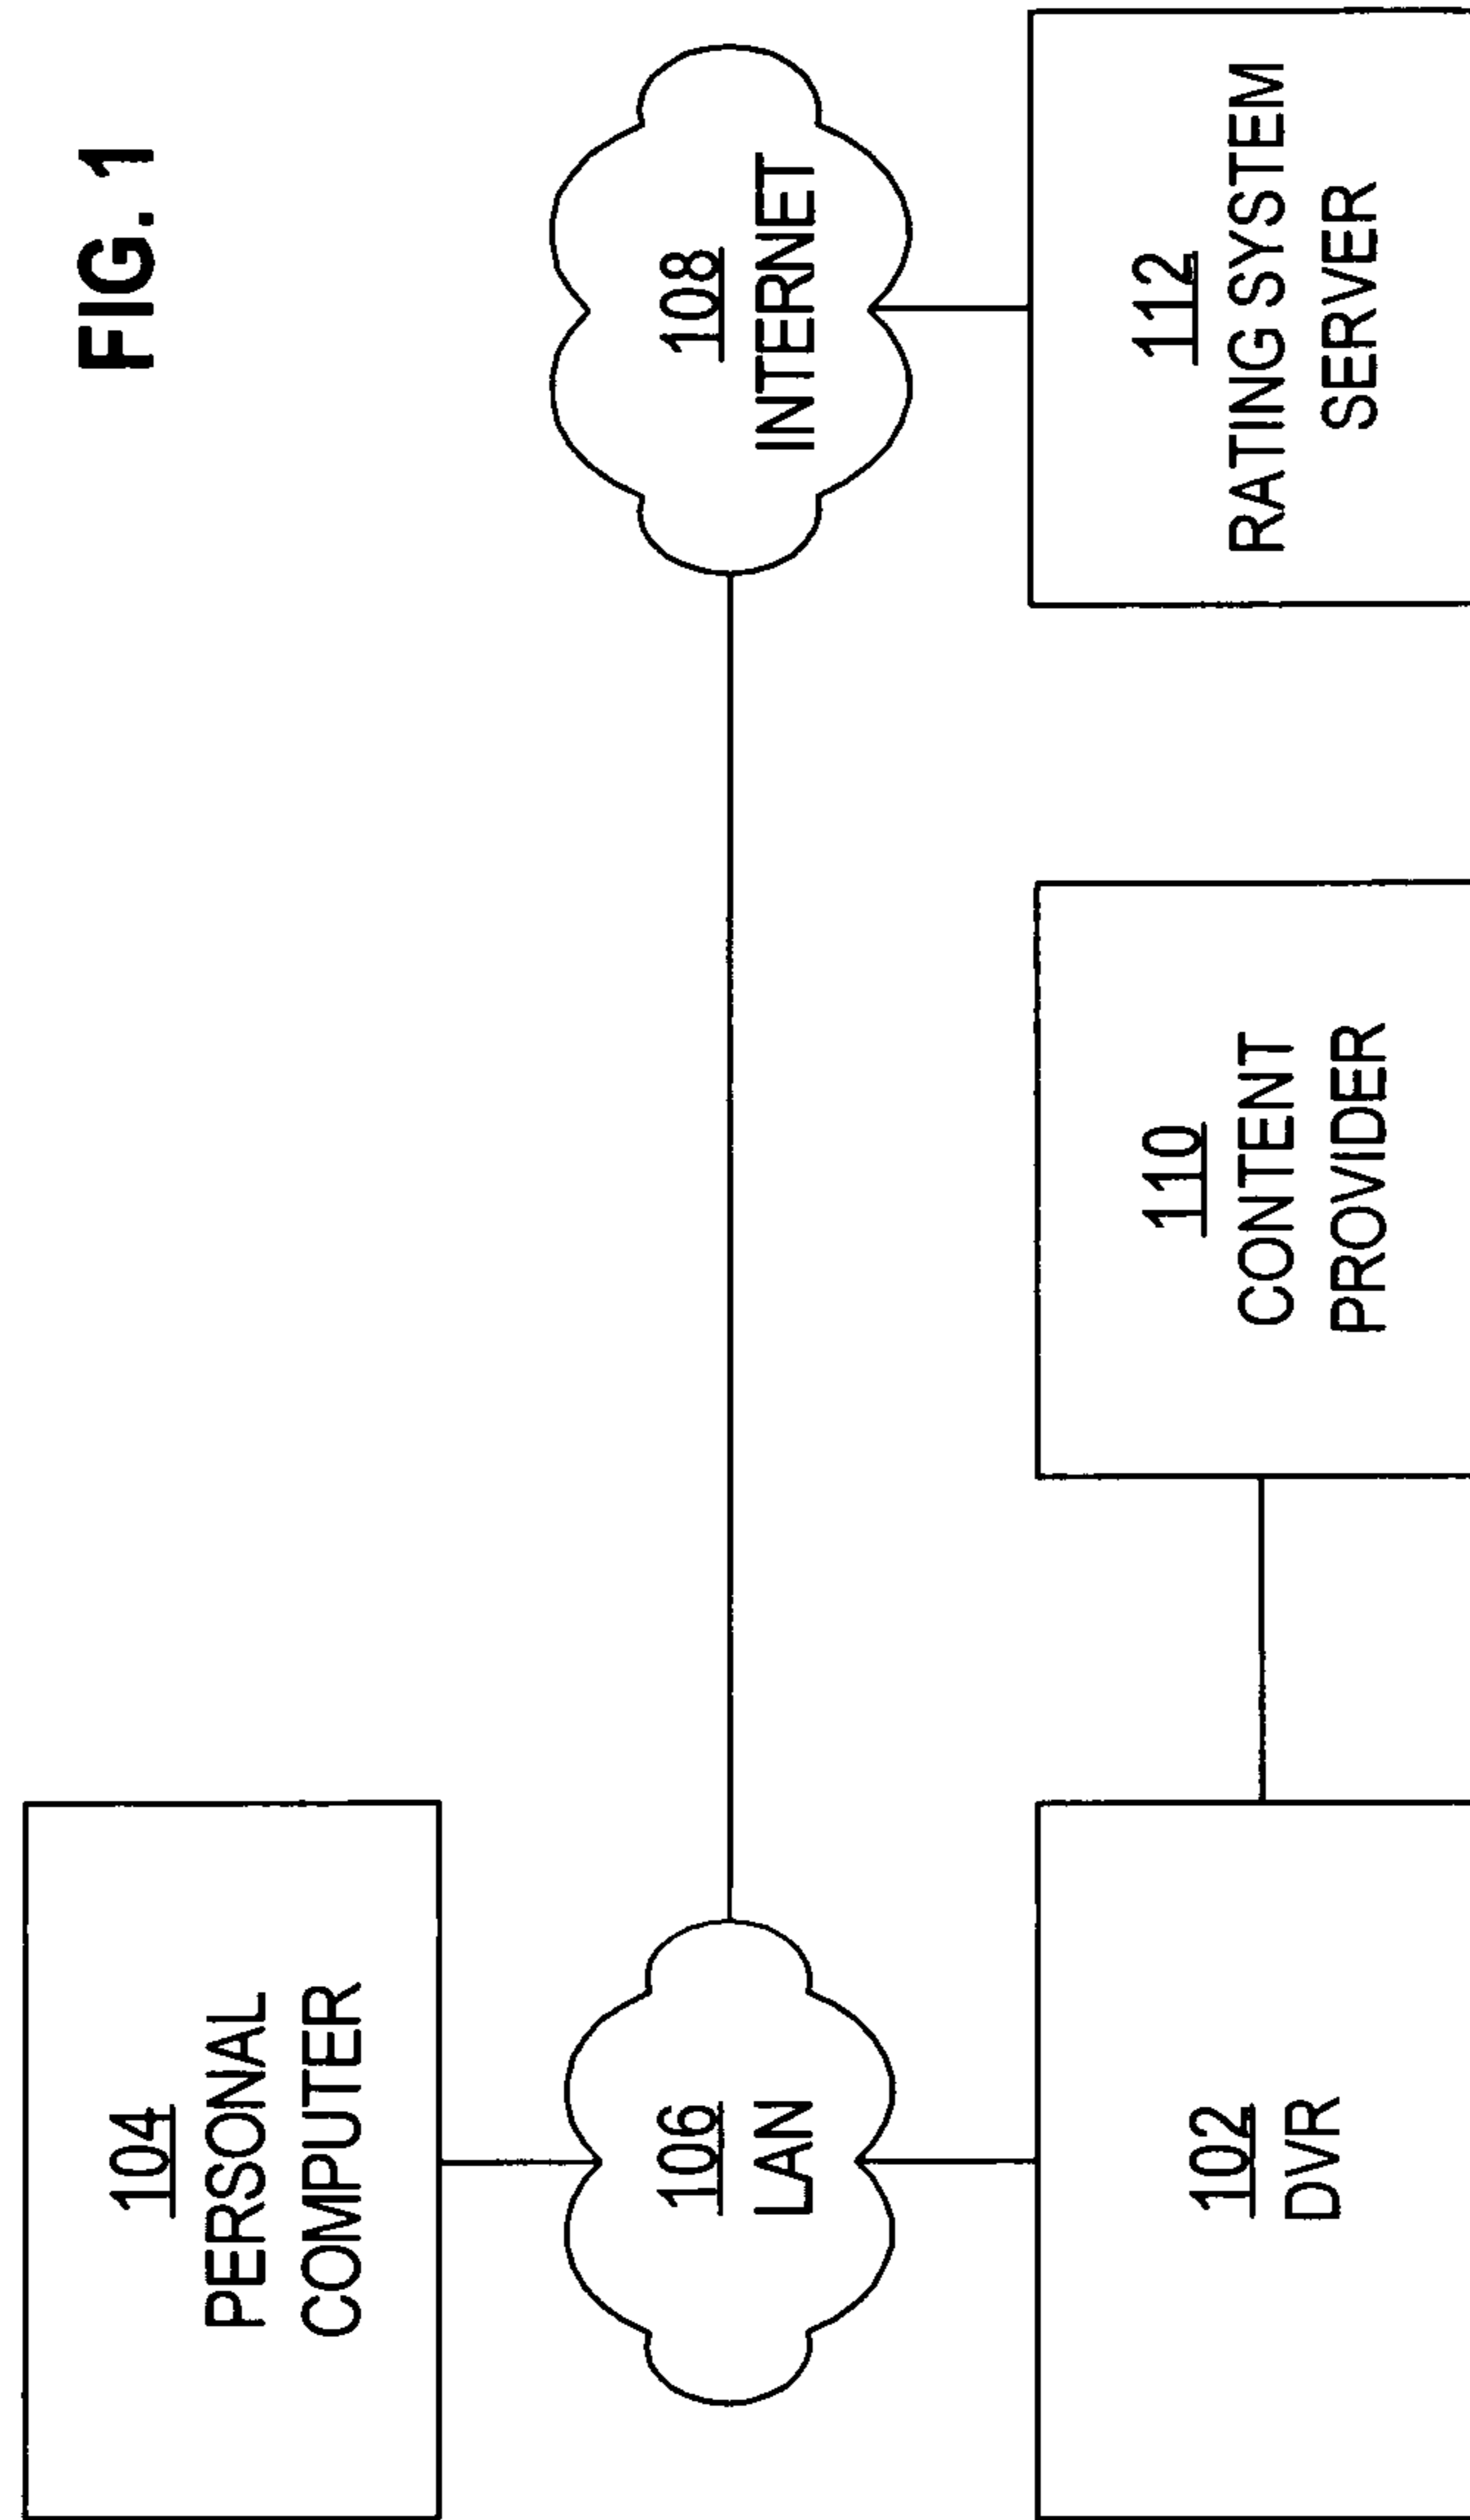 FIG. 1
104
PERSONAL
COMPUTER
106
LAN
108
INTERNET
102
DVR
110
CONTENT
PROVIDER
112
RATING SYSTEM
SERVER